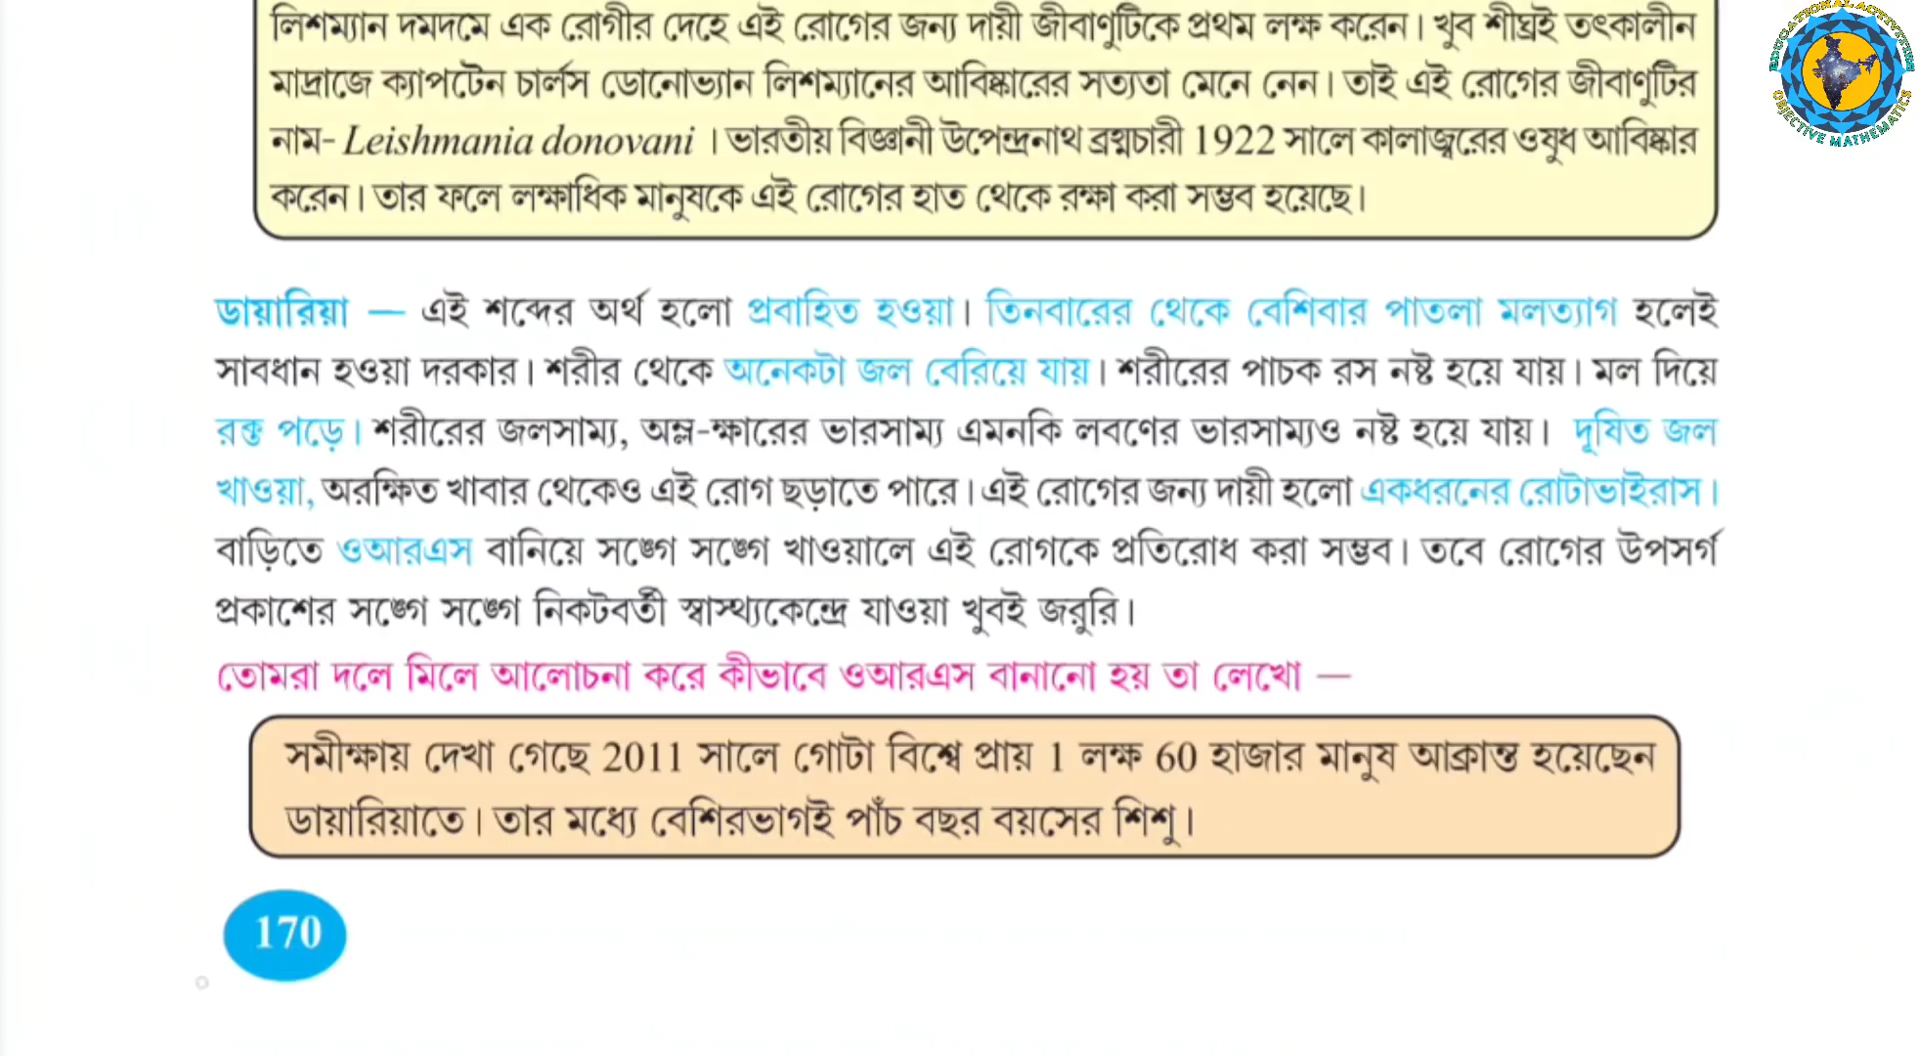 লিশম্যান দমদমে এক রোগীর দেহে এই রোগের জন্য দায়ী জীবাণুটিকে প্রথম লক্ষ করেন। খুব শীঘ্রই তৎকালীন
মাদ্রাজে ক্যাপটেন চার্লস ডোনোভ্যান লিশম্যানের আবিষ্কারের সত্যতা মেনে নেন। তাই এই রোগের জীবাণুটির
নাম- Leishmania donovani । ভারতীয় বিজ্ঞানী উপেন্দ্রনাথ ব্রহ্মচারী 1922 সালে কালাজ্বরের ওষুধ আবিষ্কার
করেন। তার ফলে লক্ষাধিক মানুষকে এই রোগের হাত থেকে রক্ষা করা সম্ভব হয়েছে।
ডায়ারিয়া — এই শব্দের অর্থ হলো প্রবাহিত হওয়া। তিনবারের থেকে বেশিবার পাতলা মলত্যাগ হলেই
সাবধান হওয়া দরকার। শরীর থেকে অনেকটা জল বেরিয়ে যায়। শরীরের পাচক রস নষ্ট হয়ে যায়। মল দিয়ে
রক্ত পড়ে। শরীরের জলসাম্য, অম্ল-ক্ষারের ভারসাম্য এমনকি লবণের ভারসাম্যও নষ্ট হয়ে যায়। দূষিত জল
খাওয়া, অরক্ষিত খাবার থেকেও এই রোগ ছড়াতে পারে। এই রোগের জন্য দায়ী হলো একধরনের রোটাভাইরাস।
বাড়িতে ওআরএস বানিয়ে সঙ্গে সঙ্গে খাওয়ালে এই রোগকে প্রতিরোধ করা সম্ভব। তবে রোগের উপসর্গ
প্রকাশের সঙ্গে সঙ্গে নিকটবর্তী স্বাস্থ্যকেন্দ্রে যাওয়া খুবই জরুরি।
তোমরা দলে মিলে আলোচনা করে কীভাবে ওআরএস বানানো হয় তা লেখো —
সমীক্ষায় দেখা গেছে 2011 সালে গোটা বিশ্বে প্রায় 1 লক্ষ 60 হাজার মানুষ আক্রান্ত হয়েছেন
ডায়ারিয়াতে। তার মধ্যে বেশিরভাগই পাঁচ বছর বয়সের শিশু।
170
EDUCATIONAL ACTIVITIES
OBJECTIVE MATHEMATICS